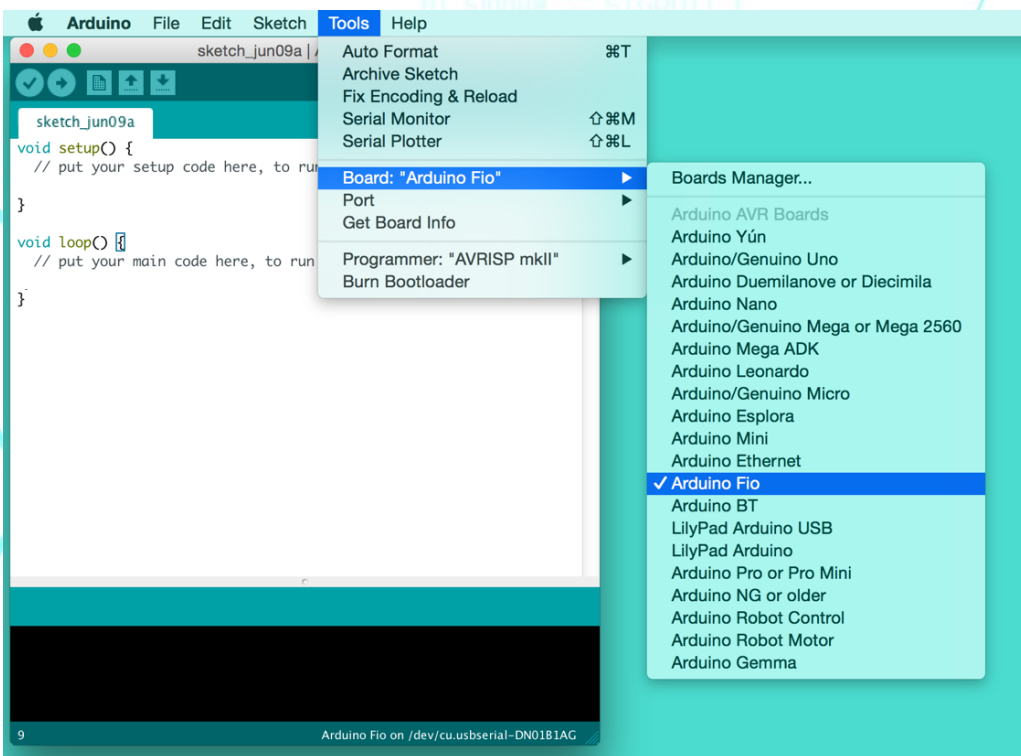 Arduino File Edit Sketch Tools Help
sketch_jun09a |
sketch_jun09a
void setup() {
// put your setup code here, to
}
void loop() {
// put your main code here, to run
}
9
Arduino Fio on /dev/cu.usbserial-DN01B1AG
Auto Format ⌘T
Archive Sketch
Fix Encoding & Reload
Serial Monitor ⇧⌘M
Serial Plotter ⇧⌘L
Board: "Arduino Fio"
Port
Get Board Info
Programmer: "AVRISP mkII"
Burn Bootloader
Boards Manager...
Arduino AVR Boards
Arduino Yún
Arduino/Genuino Uno
Arduino Duemilanove or Diecimila
Arduino Nano
Arduino/Genuino Mega or Mega 2560
Arduino Mega ADK
Arduino Leonardo
Arduino/Genuino Micro
Arduino Esplora
Arduino Mini
Arduino Ethernet
✓ Arduino Fio
Arduino BT
LilyPad Arduino USB
LilyPad Arduino
Arduino Pro or Pro Mini
Arduino NG or older
Arduino Robot Control
Arduino Robot Motor
Arduino Gemma